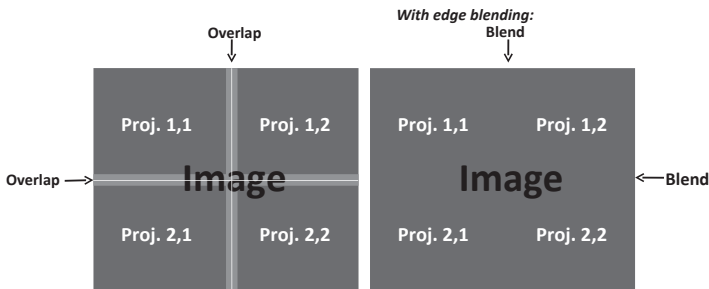 With edge blending:
Overlap
Blend
Proj. 1,1
Proj. 1,2
Proj. 1,1
Proj. 1,2
Overlap
Image
Image
Blend
Proj. 2,1
Proj. 2,2
Proj. 2,1
Proj. 2,2